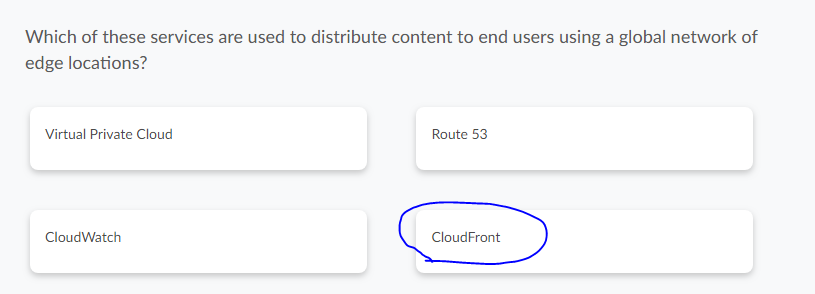 Which of these services are used to distribute content to end users using a global network of
edge locations?
Virtual Private Cloud
Route 53
CloudWatch
CloudFront